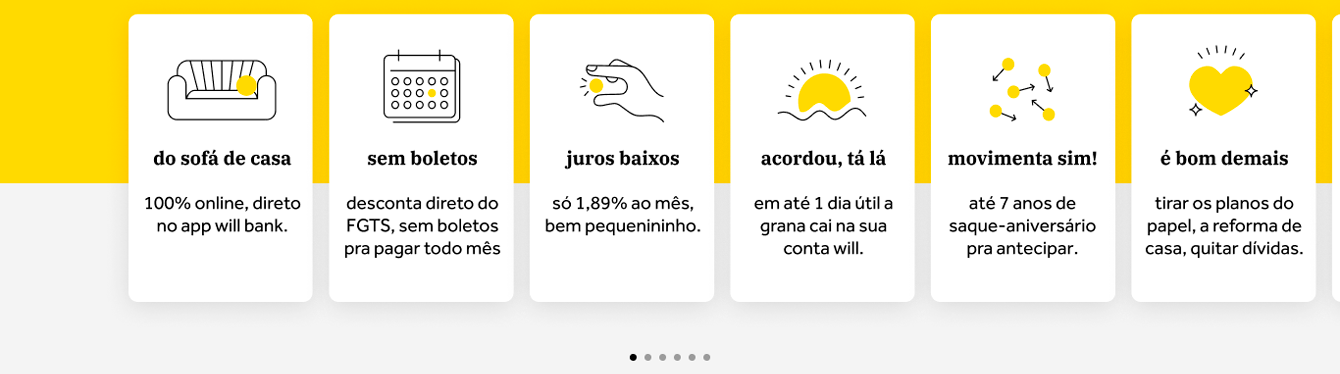 do sofá de casa
100% online, direto
no app will bank.
sem boletos
desconta direto do
FGTS, sem boletos
pra pagar todo mês
juros baixos
só 1,89% ao mês,
bem pequenininho.
acordou, tá lá
em até 1 dia útil a
grana cai na sua
conta will.
movimenta sim!
até 7 anos de
saque-aniversário
pra antecipar.
é bom demais
tirar os planos do
papel, a reforma de
casa, quitar dívidas.